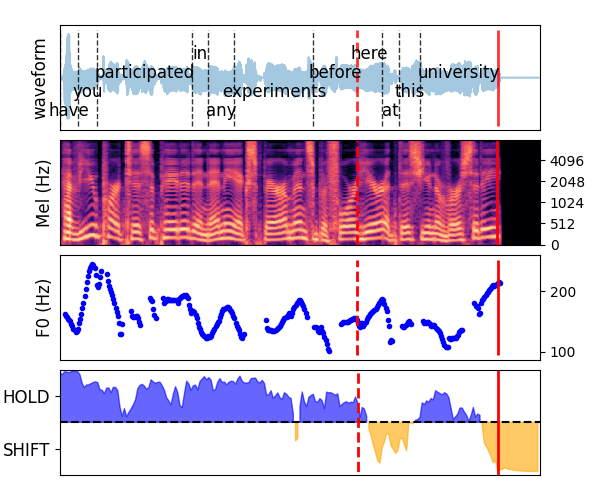 waveform
have
you
participated
in
any
experiments
before
here
at
this
university
Mel (Hz)
4096
2048
1024
512
0
F0 (Hz)
200
100
HOLD
SHIFT